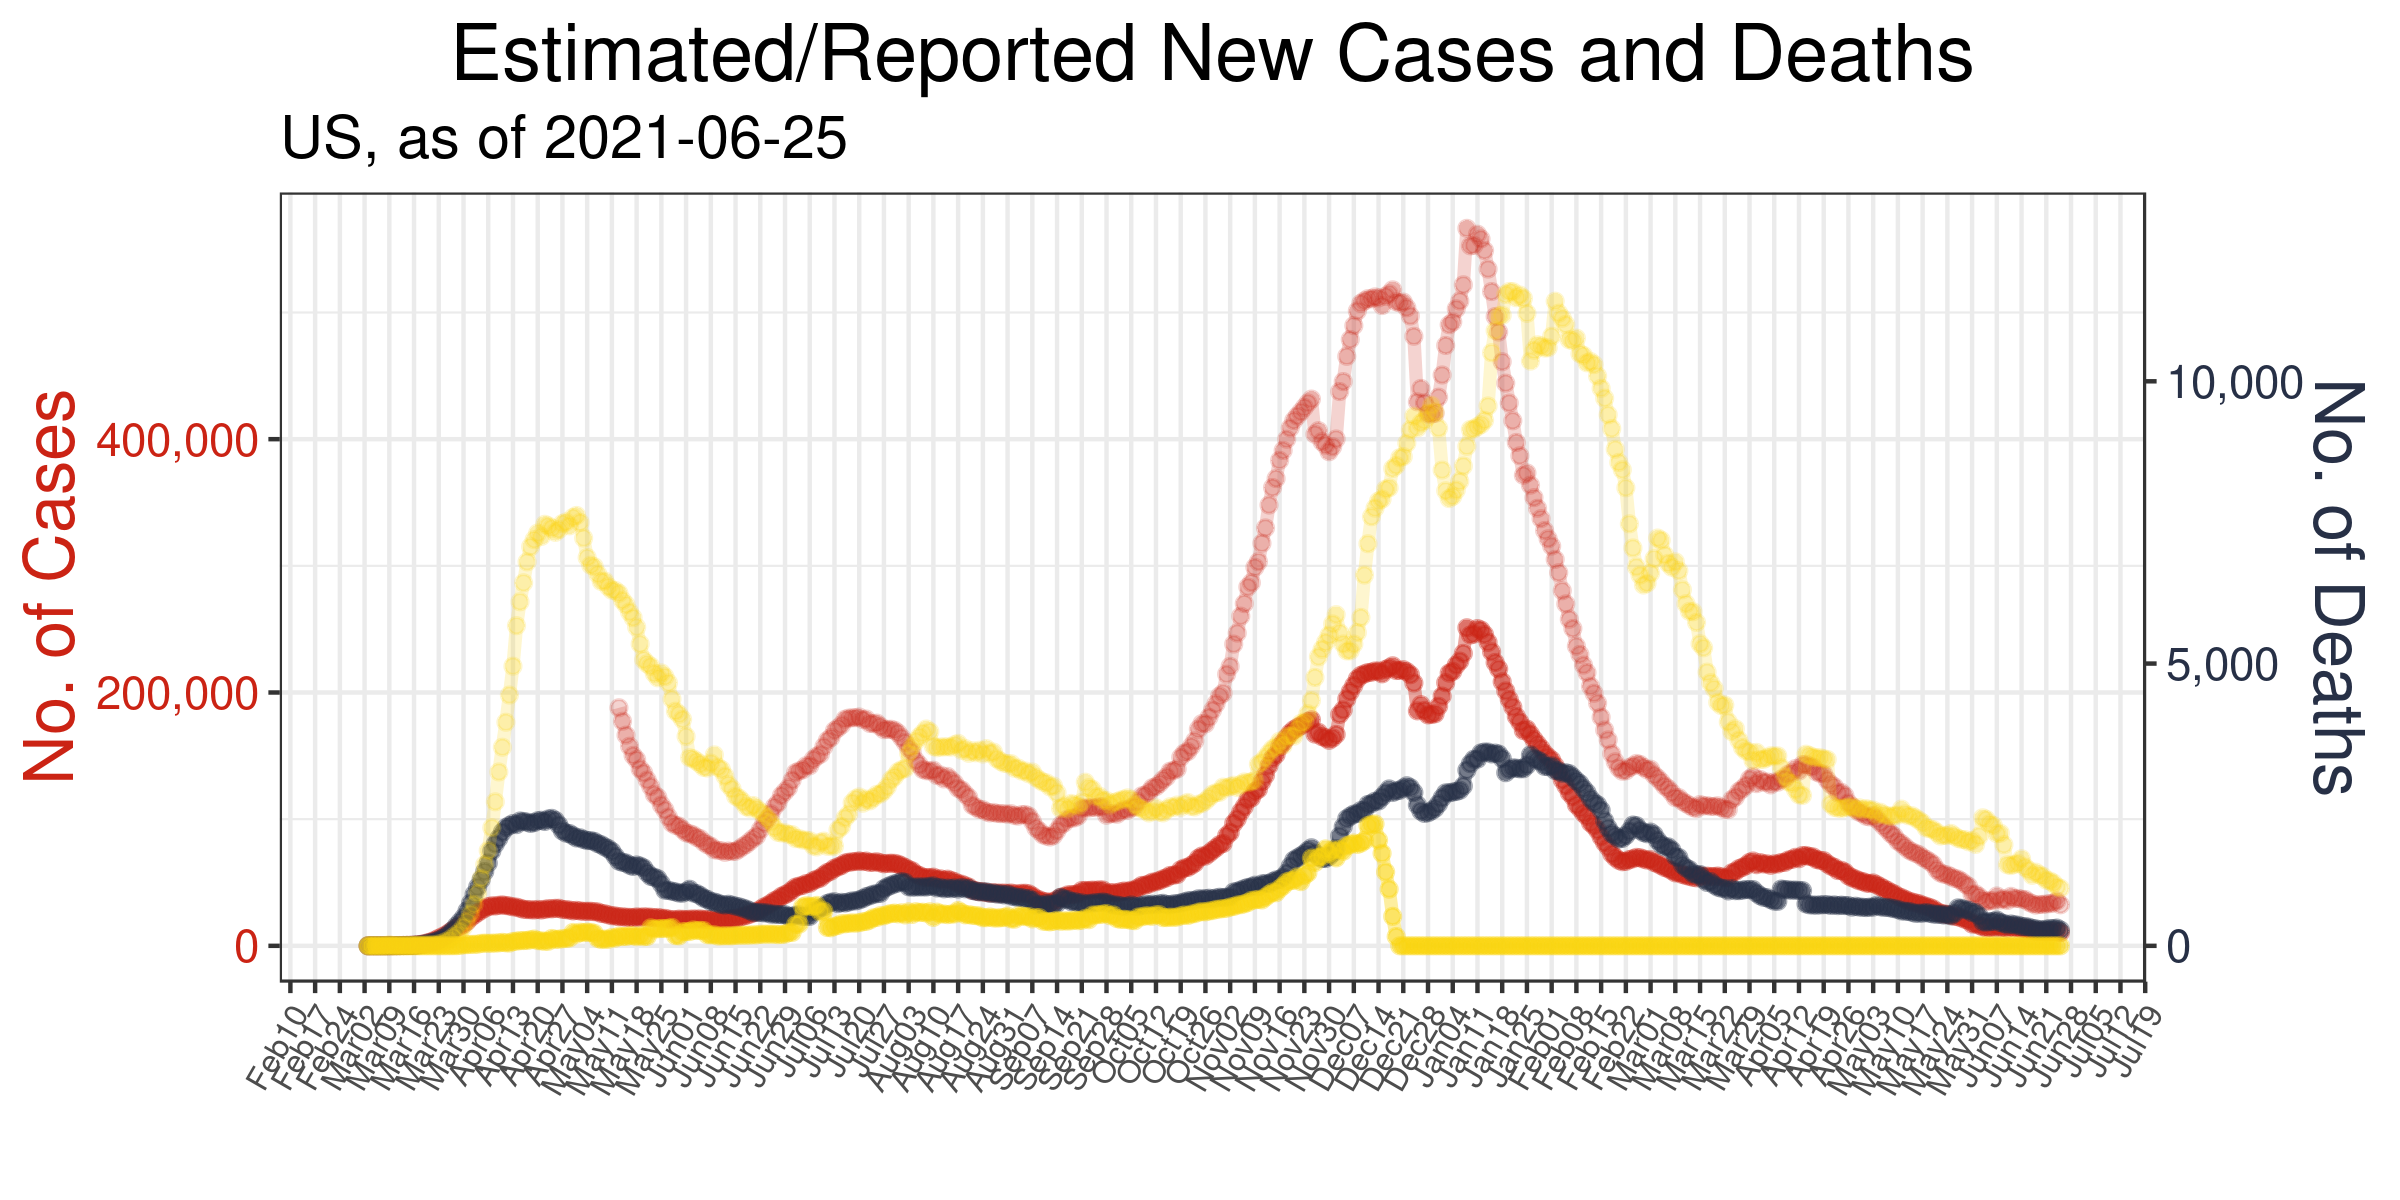 Estimated/Reported New Cases and Deaths
US, as of 2021-06-25
No. of Cases
400,000
200,000
0
10,000
5,000
0
No. of Deaths
Feb10
Feb17
Feb24
Mar02
Mar09
Mar16
Mar23
Mar30
Apr06
Apr13
Apr20
Apr27
May04
May11
May18
May25
Jun01
Jun08
Jun15
Jun22
Jun29
Jul06
Jul13
Jul20
Jul27
Aug03
Aug10
Aug17
Aug24
Aug31
Sep07
Sep14
Sep21
Sep28
Oct05
Oct12
Oct19
Oct26
Nov02
Nov09
Nov16
Nov23
Nov30
Dec07
Dec14
Dec21
Dec28
Jan04
Jan11
Jan18
Jan25
Feb01
Feb08
Feb15
Feb22
Mar01
Mar08
Mar15
Mar22
Mar29
Apr05
Apr12
Apr19
Apr26
May03
May10
May17
May24
May31
Jun07
Jun14
Jun21
Jun28
Jul05
Jul12
Jul19